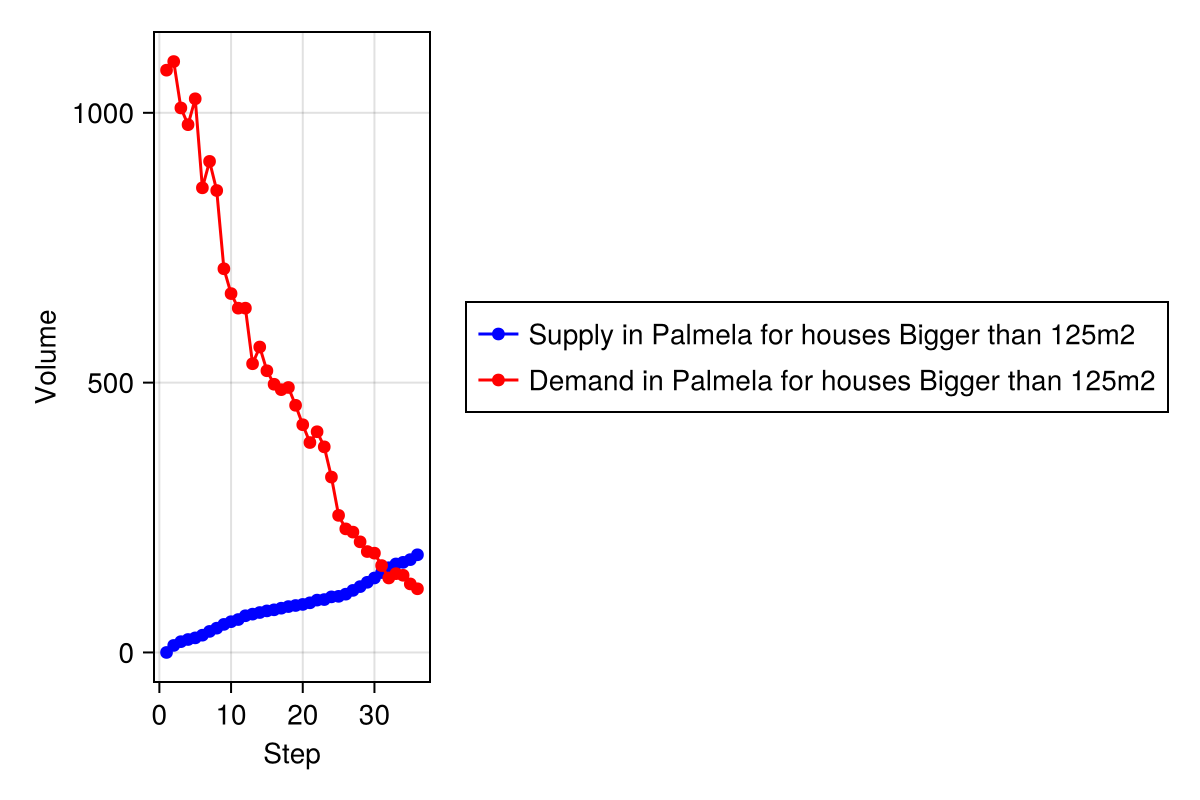 1000
500
0
Volume
0 10 20 30
Step
Supply in Palmela for houses Bigger than 125m2
Demand in Palmela for houses Bigger than 125m2